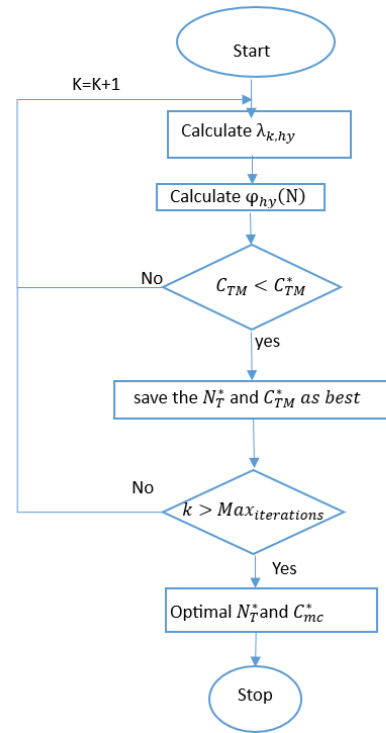 Start
K=K+1
Calculate λ_{k,hy}
Calculate φ_{hy}(N)
No
C_{TM} < C^*_{TM}
yes
save the N^*_T and C^*_{TM} as best
No
k > Max_{iterations}
Yes
Optimal N^*_T and C^*_{mc}
Stop